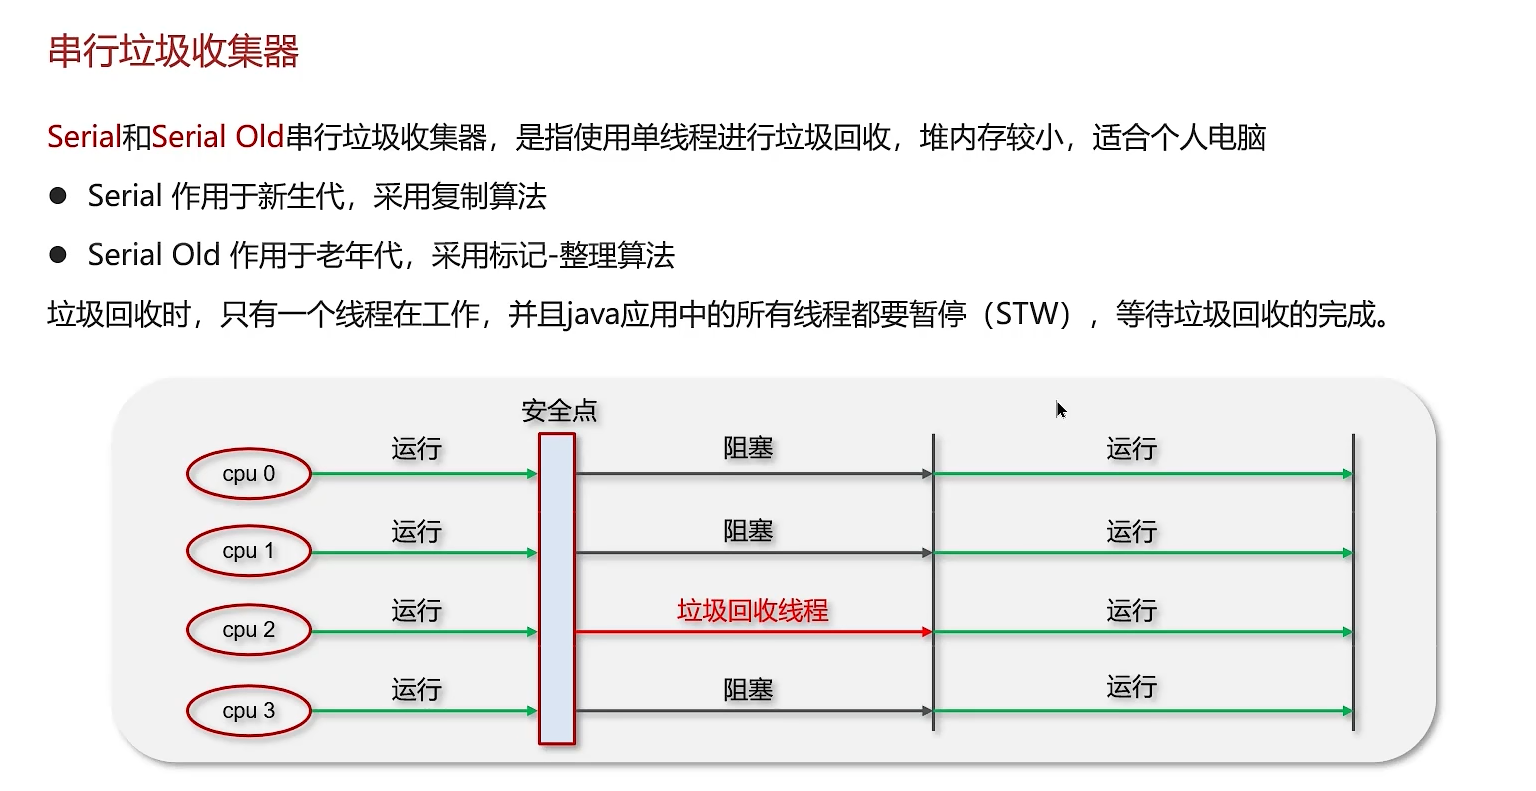 串行垃圾收集器
Serial和Serial Old串行垃圾收集器，是指使用单线程进行垃圾回收，堆内存较小，适合个人电脑
● Serial 作用于新生代，采用复制算法
● Serial Old 作用于老年代，采用标记-整理算法
垃圾回收时，只有一个线程在工作，并且java应用中的所有线程都要暂停（STW），等待垃圾回收的完成。
安全点
cpu 0 运行 阻塞 运行
cpu 1 运行 阻塞 运行
cpu 2 运行 垃圾回收线程 运行
cpu 3 运行 阻塞 运行